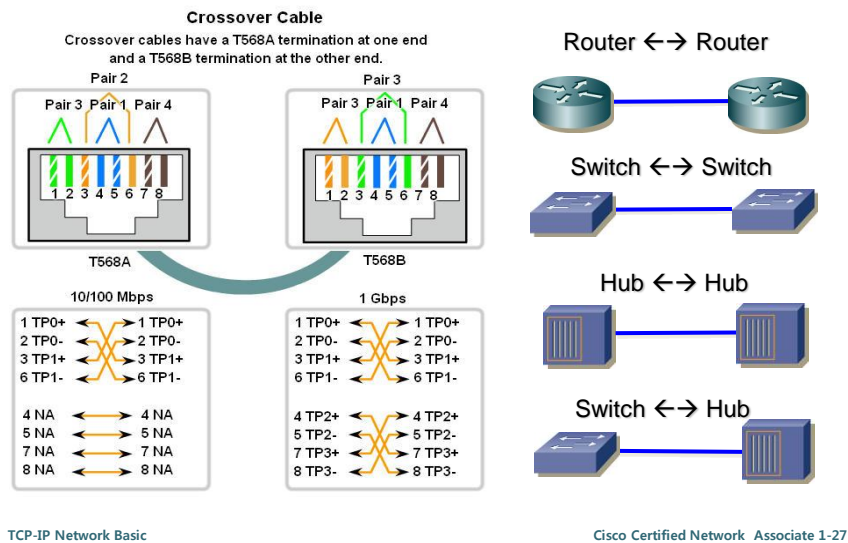 Crossover Cable
Crossover cables have a T568A termination at one end
and a T568B termination at the other end.
Pair 2
Pair 3 Pair 1 Pair 4
1 2 3 4 5 6 7 8
T568A
Pair 3
Pair 3 Pair 1 Pair 4
1 2 3 4 5 6 7 8
T568B
10/100 Mbps
1 TP0+ 1 TP0+
2 TP0- 2 TP0-
3 TP1+ 3 TP1+
6 TP1- 6 TP1-
4 NA 4 NA
5 NA 5 NA
7 NA 7 NA
8 NA 8 NA
1 Gbps
1 TP0+ 1 TP0+
2 TP0- 2 TP0-
3 TP1+ 3 TP1+
6 TP1- 6 TP1-
4 TP2+ 4 TP2+
5 TP2- 5 TP2-
7 TP3+ 7 TP3+
8 TP3- 8 TP3-
Router ←→ Router
Switch ←→ Switch
Hub ←→ Hub
Switch ←→ Hub
TCP-IP Network Basic
Cisco Certified Network Associate 1-27